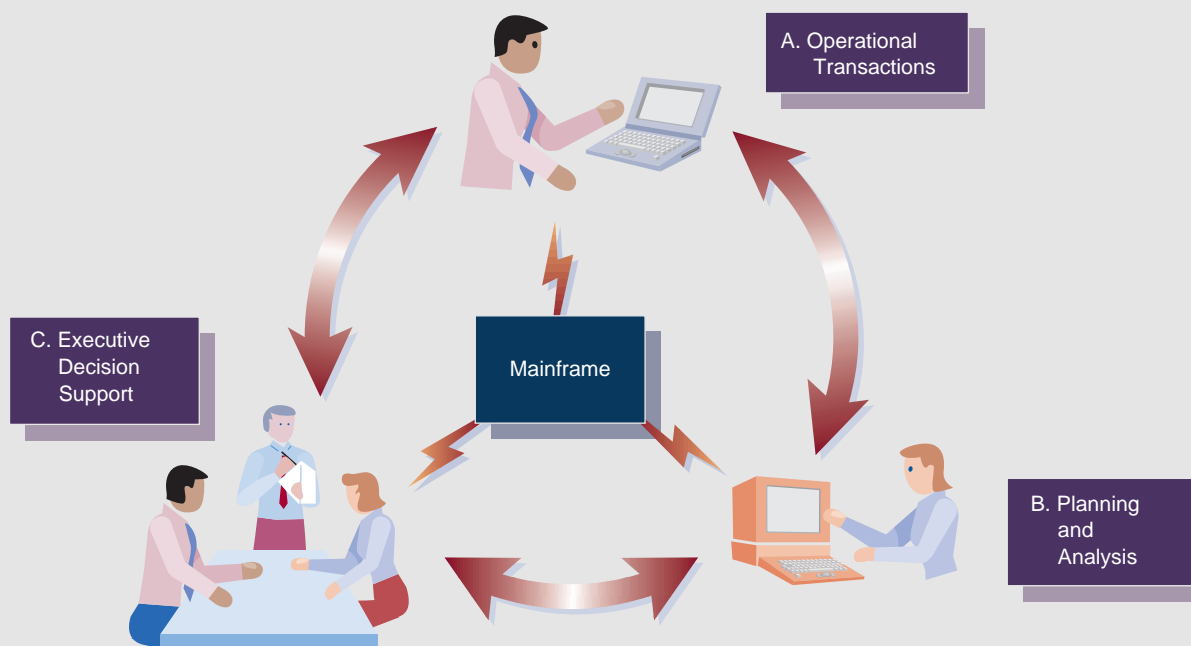 A. Operational
Transactions
C. Executive
Decision
Support
Mainframe
B. Planning
and
Analysis